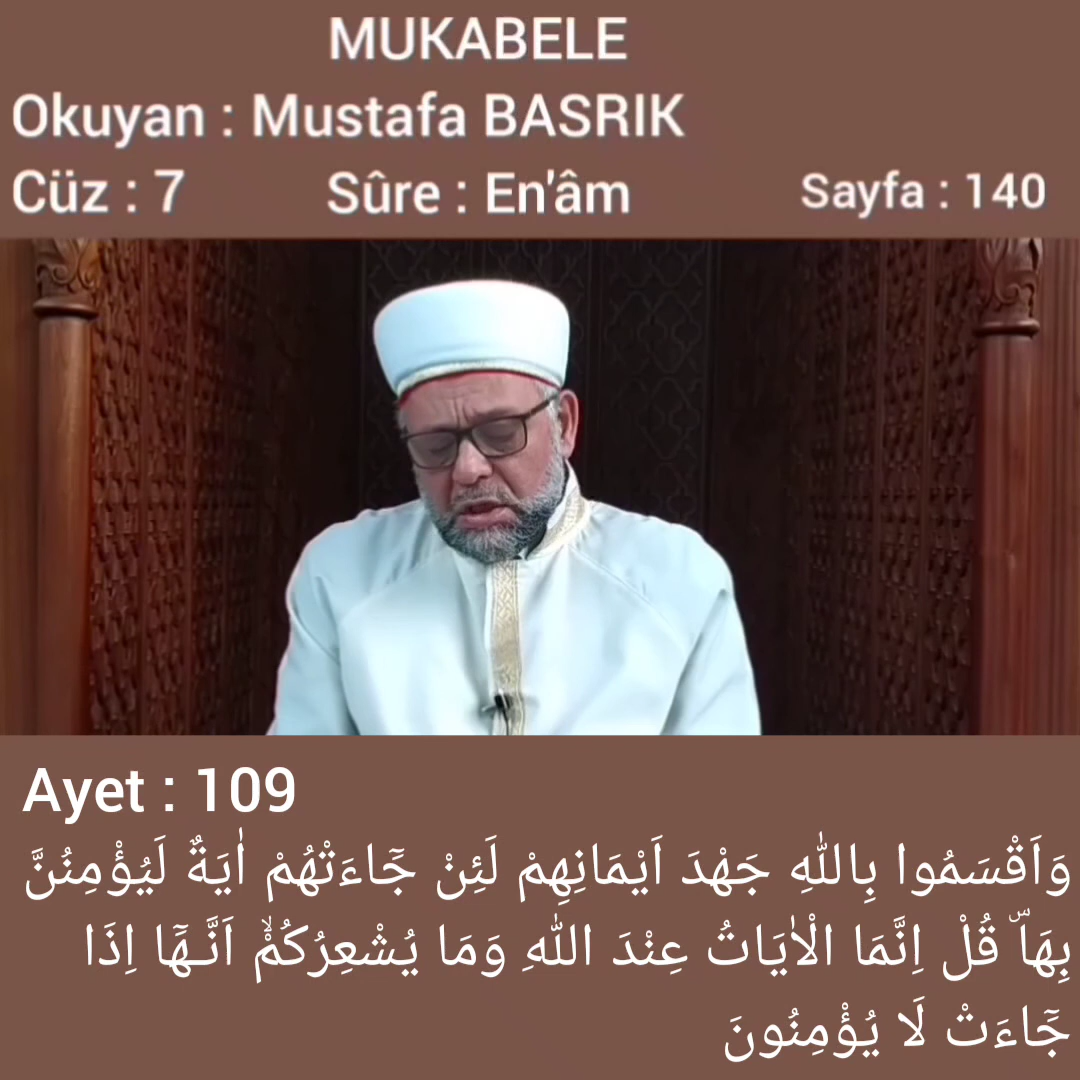 MUKABELE
Okuyan : Mustafa BASRIK
Cüz : 7 Sûre : En'âm Sayfa : 140
Ayet : 109
وَاَقْسَمُوا بِاللّٰهِ جَهْدَ اَيْمَانِهِمْ لَئِنْ جَٓاءَتْهُمْ اٰيَةٌ لَيُؤْمِنُنَّ
بِهَاۜ قُلْ اِنَّمَا الْاٰيَاتُ عِنْدَ اللّٰهِ وَمَا يُشْعِرُكُمْۙ اَنَّـهَٓا اِذَا
جَٓاءَتْ لَا يُؤْمِنُونَ